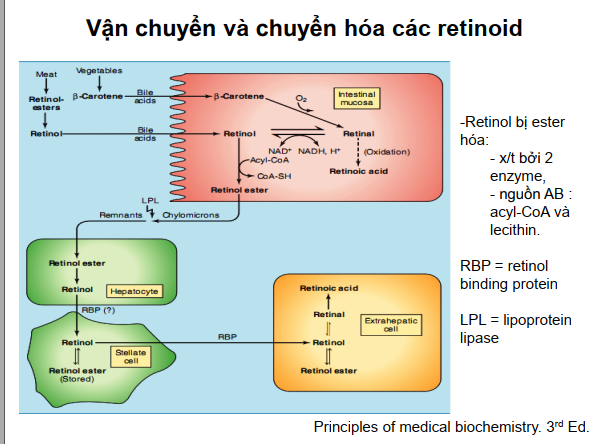 Vận chuyển và chuyển hóa các retinoid
Meat
Vegetables
Retinol-
esters
β-Carotene
Bile
acids
β-Carotene
O₂
Intestinal
mucosa
Retinol
Bile
acids
Retinol
Retinal
NAD⁺
NADH, H⁺
(Oxidation)
Acyl-CoA
CoA-SH
Retinoic acid
Retinol ester
LPL
Remnants
Chylomicrons
Retinol ester
Retinol
Hepatocyte
RBP (?)
Retinol
Stellate
cell
Retinol ester
(Stored)
RBP
Retinoic acid
Retinal
Extrahepatic
cell
Retinol
Retinol ester
-Retinol bị ester
hóa:
- x/t bởi 2
enzyme,
- nguồn AB :
acyl-CoA và
lecithin.
RBP = retinol
binding protein
LPL = lipoprotein
lipase
Principles of medical biochemistry. 3rd Ed.